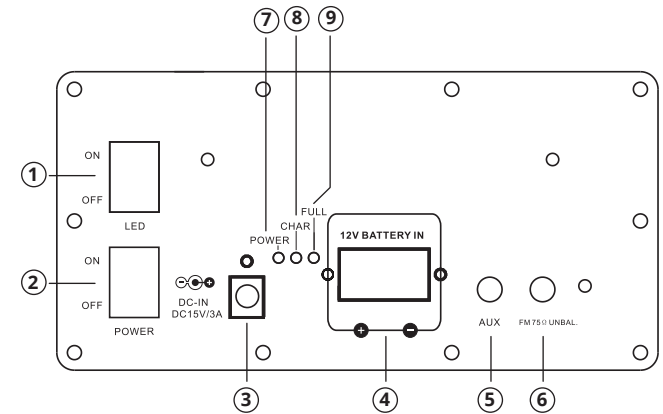 7 8 9
1 ON
OFF
LED
FULL
CHAR
POWER
12V BATTERY IN
2 ON
OFF
POWER
DC-IN
DC15V/3A
AUX
FM 75Ω UNBAL.
3 4 5 6